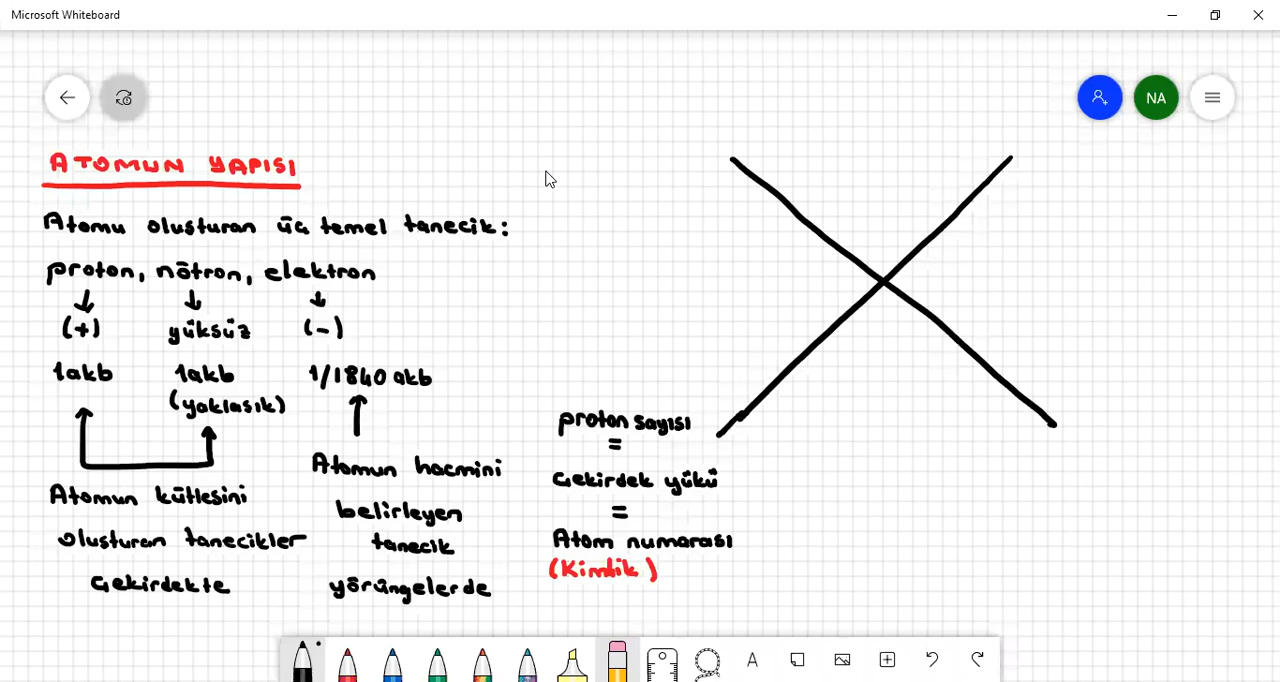 Microsoft Whiteboard
NA
ATOMUN YAPISI
Atomu oluşturan üç temel tanecik:
proton, nötron, elektron
(+) yüksüz (-)
1akb 1akb 1/1840 akb
(yaklaşık)
Atomun kütlesini
oluşturan tanecikler
Çekirdekte
Atomun hacmini
belirleyen
tanecik
yörüngelerde
proton sayısı
=
Çekirdek yükü
=
Atom numarası
(Kimlik)
A